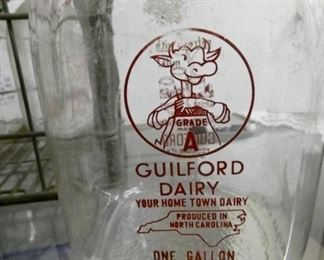 GRADE
A
GUILFORD
DAIRY
YOUR HOME TOWN DAIRY
PRODUCED IN
NORTH CAROLINA
ONE GALLON